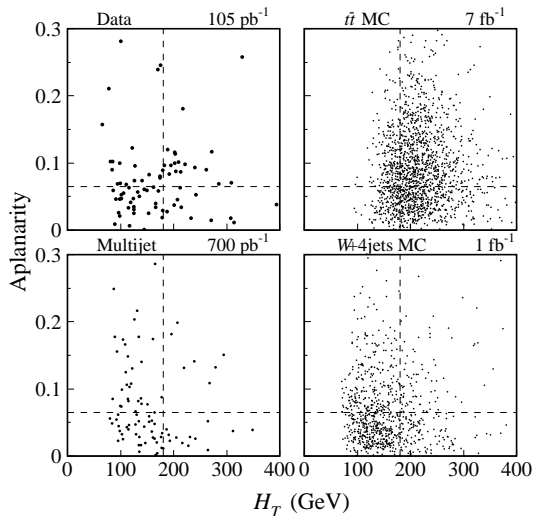 Data 105 pb⁻¹
tt̄ MC 7 fb⁻¹
0.3
0.2
0.1
0
Multijet 700 pb⁻¹
W+4jets MC 1 fb⁻¹
0.3
0.2
0.1
0
Aplanarity
0 100 200 300 400
0 100 200 300 400
H_T (GeV)